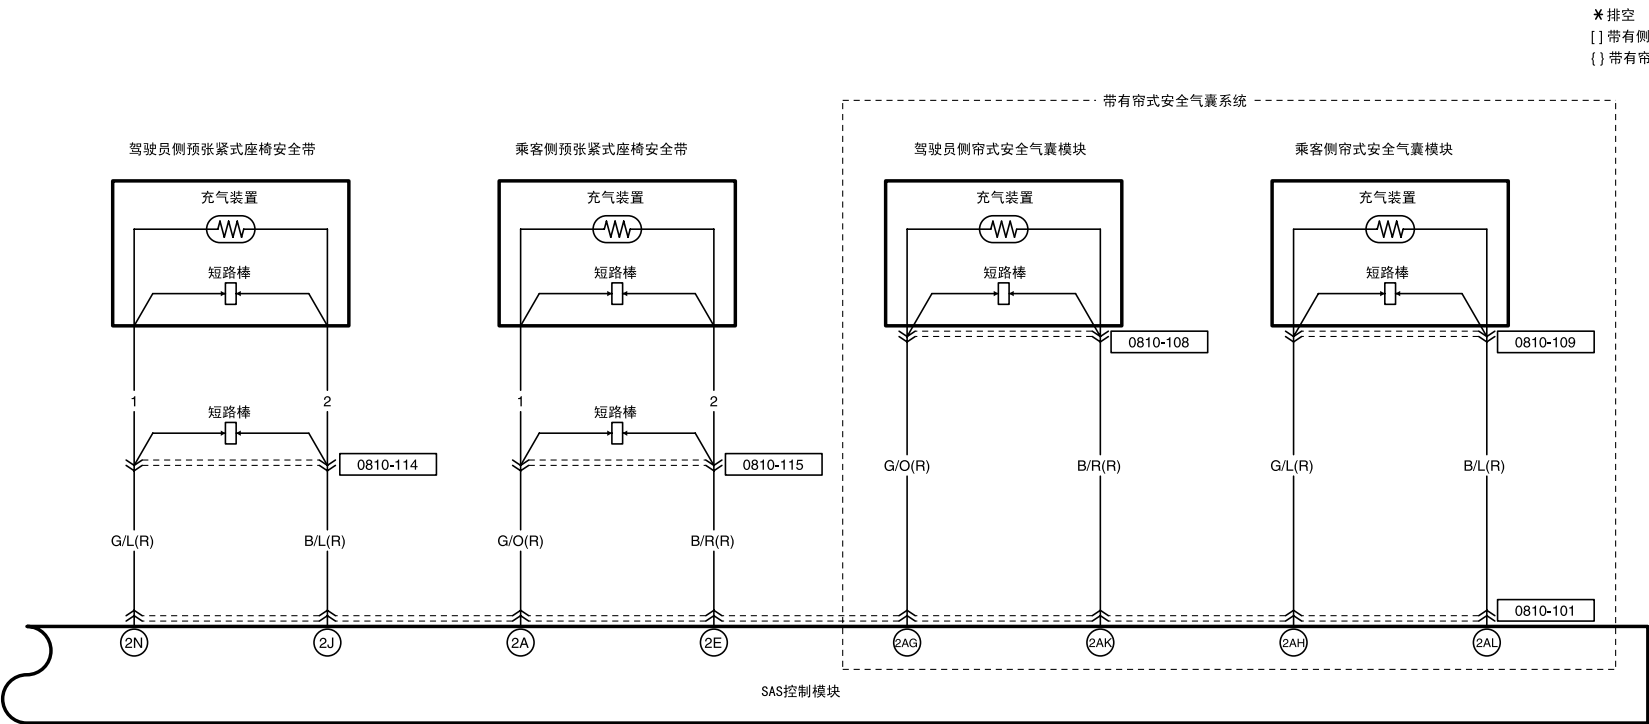 * 排空
[ ] 带有侧
{ } 带有帘
带有帘式安全气囊系统
驾驶员侧预张紧式座椅安全带
乘客侧预张紧式座椅安全带
驾驶员侧帘式安全气囊模块
乘客侧帘式安全气囊模块
充气装置
充气装置
充气装置
充气装置
短路棒
短路棒
短路棒
短路棒
0810-108
0810-109
1
2
1
2
短路棒
短路棒
0810-114
0810-115
G/O(R)
B/R(R)
G/L(R)
B/L(R)
G/L(R)
B/L(R)
G/O(R)
B/R(R)
0810-101
2N
2J
2A
2E
2AG
2AK
2AH
2AL
SAS控制模块